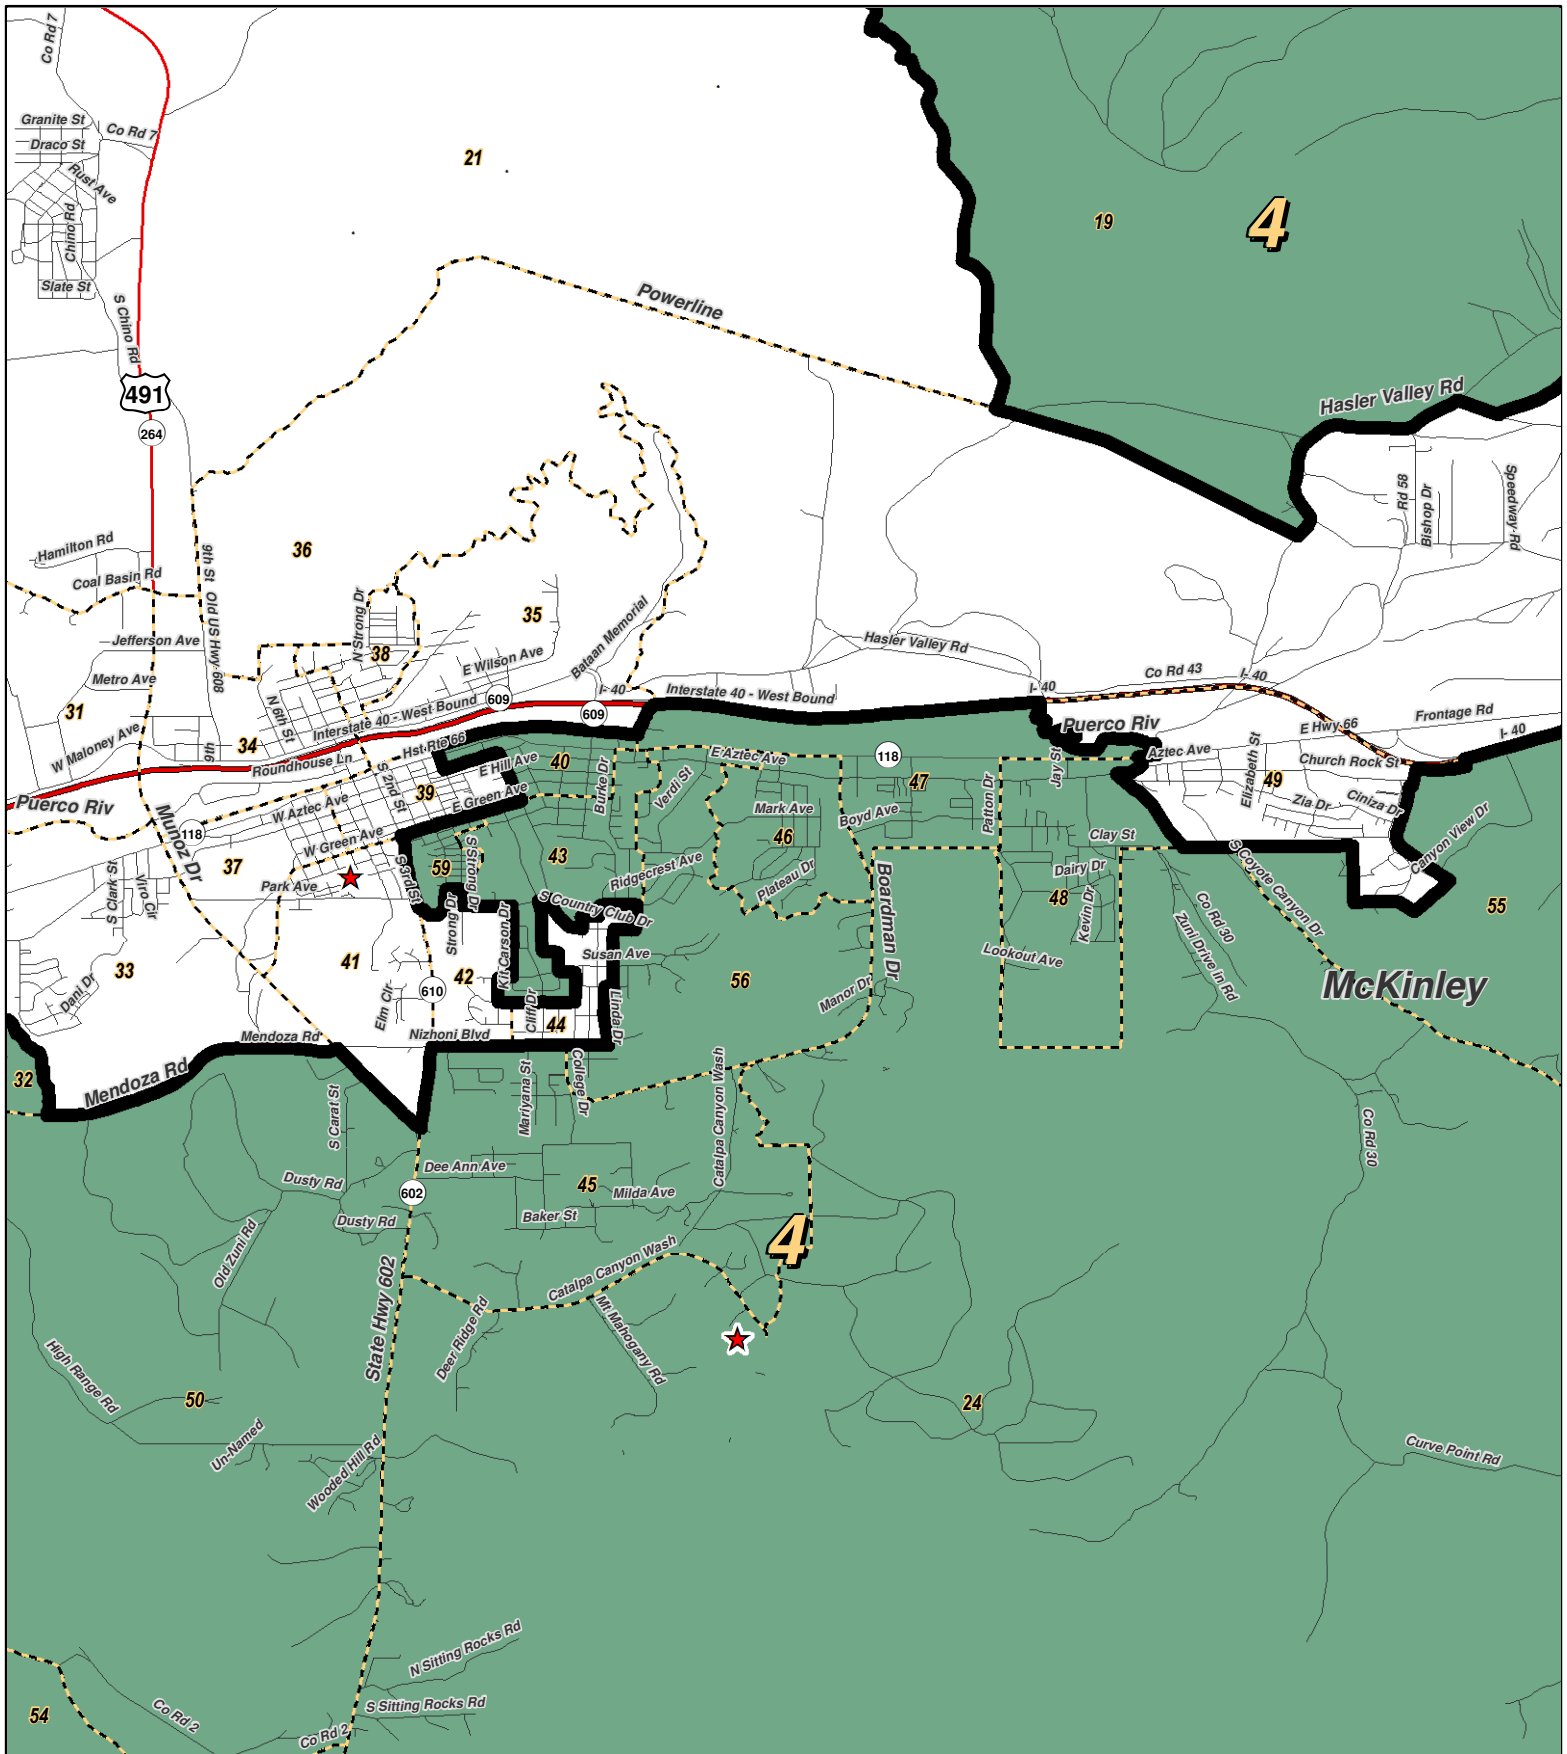 Co Rd 7
Granite St
Co Rd 7
Draco St
21
Rust Ave
19
4
Chino Rd
Slate St
Powerline
S Chino Rd
491
Hasler Valley Rd
264
Rd 58
Bishop Dr
Speedway Rd
Hamilton Rd
36
9th St
Coal Basin Rd
Old US Hwy 608
N Strong Dr
35
Bataan Memorial
Jefferson Ave
38
E Wilson Ave
Hasler Valley Rd
Metro Ave
Co Rd 43
I- 40
I- 40
I- 40
Interstate 40 - West Bound
609
31
N 6th St
Interstate 40 - West Bound
609
Puerco Riv
E Hwy 66
Frontage Rd
I- 40
W Maloney Ave
34
9th
Hst Rte 66
Roundhouse Ln
E Aztec Ave
118
Aztec Ave
Elizabeth St
Church Rock St
S 2nd St
E Hill Ave
40
Burke Dr
Verdi St
47
Jay St
49
Puerco Riv
39
E Green Ave
Patton Dr
Zia Dr
Ciniza Dr
W Aztec Ave
Mark Ave
Boyd Ave
118
Munoz Dr
W Green Ave
46
Clay St
Canyon View Dr
37
S 3rd St
59
S Strong Dr
43
Ridgecrest Ave
Plateau Dr
Boardman Dr
Dairy Dr
S Coyote Canyon Dr
Park Ave
S Clark St
Viro Cir
S Country Club Dr
48
Kevin Dr
Co Rd 30
55
Strong Dr
Kit Carson Dr
Zuni Drive in Rd
33
41
42
Susan Ave
56
Lookout Ave
McKinley
Dani Dr
610
Elm Cir
Cliff Dr
Linda Dr
Manor Dr
44
Mendoza Rd
Nizhoni Blvd
32
Mendoza Rd
S Carat St
Mariyana St
College Dr
Catalpa Canyon Wash
Co Rd 30
Dee Ann Ave
Dusty Rd
602
45
Milda Ave
Dusty Rd
Baker St
4
Old Zuni Rd
State Hwy 602
Catalpa Canyon Wash
Deer Ridge Rd
Mt Mahogany Rd
High Range Rd
50
24
Un-Named
Wooded Hill Rd
Curve Point Rd
N Sitting Rocks Rd
54
Co Rd 2
S Sitting Rocks Rd
Co Rd 2